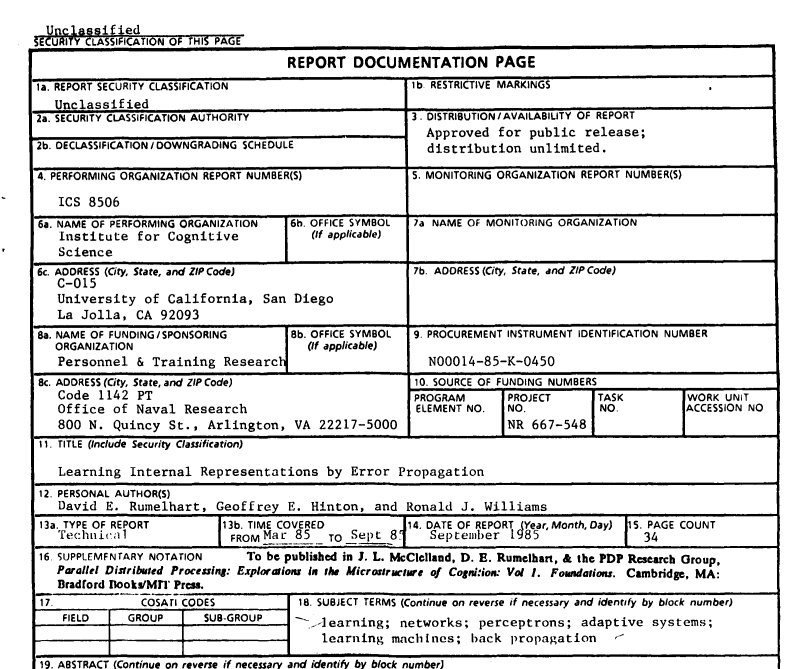 Unclassified
SECURITY CLASSIFICATION OF THIS PAGE
REPORT DOCUMENTATION PAGE
1a. REPORT SECURITY CLASSIFICATION
Unclassified
1b. RESTRICTIVE MARKINGS
2a. SECURITY CLASSIFICATION AUTHORITY
3. DISTRIBUTION/AVAILABILITY OF REPORT
Approved for public release;
distribution unlimited.
2b. DECLASSIFICATION/DOWNGRADING SCHEDULE
4. PERFORMING ORGANIZATION REPORT NUMBER(S)
ICS 8506
5. MONITORING ORGANIZATION REPORT NUMBER(S)
6a. NAME OF PERFORMING ORGANIZATION
Institute for Cognitive
Science
6b. OFFICE SYMBOL
(If applicable)
7a NAME OF MONITORING ORGANIZATION
6c. ADDRESS (City, State, and ZIP Code)
C-015
University of California, San Diego
La Jolla, CA 92093
7b. ADDRESS (City, State, and ZIP Code)
8a. NAME OF FUNDING/SPONSORING
ORGANIZATION
Personnel & Training Research
8b. OFFICE SYMBOL
(If applicable)
9. PROCUREMENT INSTRUMENT IDENTIFICATION NUMBER
N00014-85-K-0450
8c. ADDRESS (City, State, and ZIP Code)
Code 1142 PT
Office of Naval Research
800 N. Quincy St., Arlington, VA 22217-5000
10. SOURCE OF FUNDING NUMBERS
PROGRAM
ELEMENT NO.
PROJECT
NO.
NR 667-548
TASK
NO.
WORK UNIT
ACCESSION NO
11. TITLE (Include Security Classification)
Learning Internal Representations by Error Propagation
12. PERSONAL AUTHOR(S)
David E. Rumelhart, Geoffrey E. Hinton, and Ronald J. Williams
13a. TYPE OF REPORT
Technical
13b. TIME COVERED
FROM Mar 85 TO Sept 85
14. DATE OF REPORT (Year, Month, Day)
September 1985
15. PAGE COUNT
34
16. SUPPLEMENTARY NOTATION To be published in J. L. McClelland, D. E. Rumelhart, & the PDP Research Group,
Parallel Distributed Processing: Explorations in the Microstructure of Cognition: Vol 1. Foundations. Cambridge, MA:
Bradford Books/MIT Press.
17. COSATI CODES
FIELD GROUP SUB-GROUP
18. SUBJECT TERMS (Continue on reverse if necessary and identify by block number)
learning; networks; perceptrons; adaptive systems;
learning machines; back propagation
19. ABSTRACT (Continue on reverse if necessary and identify by block number)